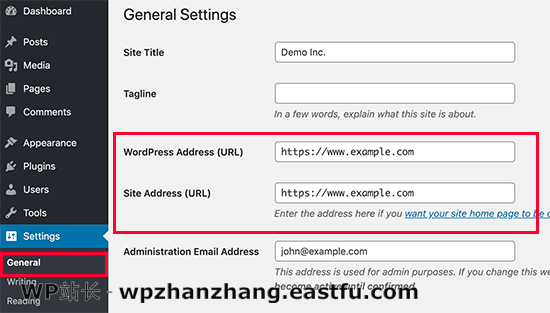 Dashboard
Posts
Media
Pages
Comments
Appearance
Plugins
Users
Tools
Settings
General
Writing
Reading
General Settings
Site Title
Demo Inc.
Tagline
In a few words, explain what this site is about.
WordPress Address (URL)
https://www.example.com
Site Address (URL)
https://www.example.com
Enter the address here if you want your site home page to be
Administration Email Address
john@example.com
This address is used for admin purposes. If you change this
become active until confirmed.
WP站长 - wpzhanzhang.eastfu.com